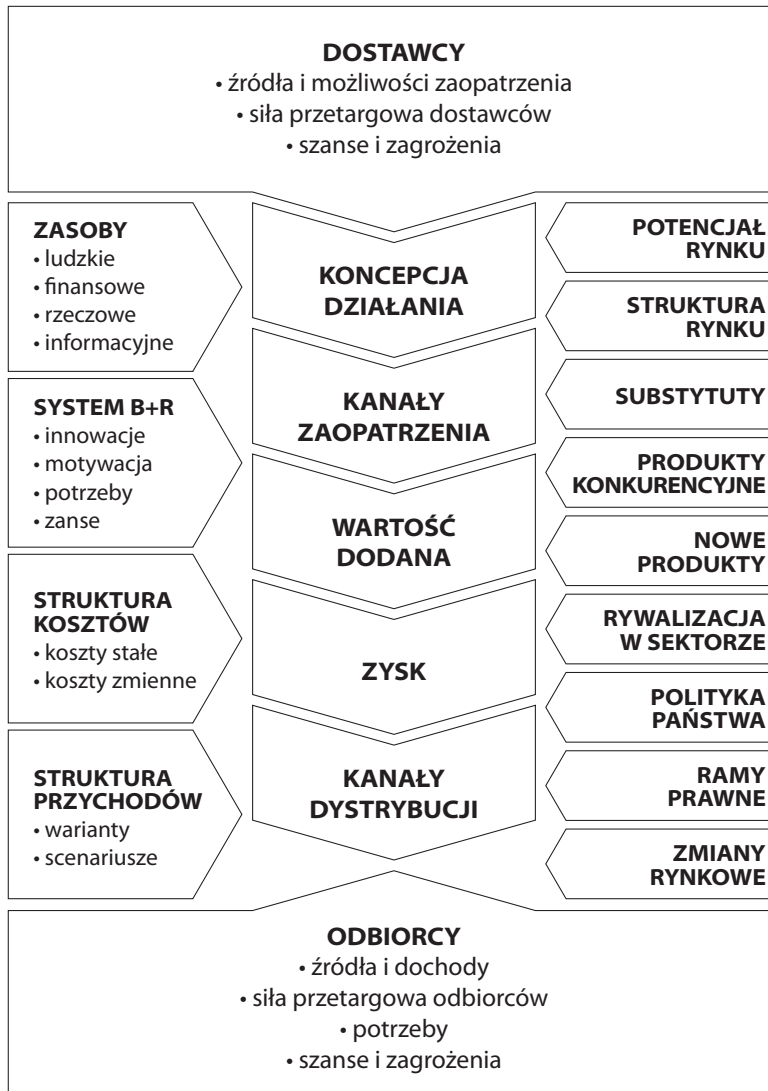 DOSTAWCY
• źródła i możliwości zaopatrzenia
• siła przetargowa dostawców
• szanse i zagrożenia
ZASOBY
• ludzkie
• finansowe
• rzeczowe
• informacyjne
SYSTEM B+R
• innowacje
• motywacja
• potrzeby
• zanse
STRUKTURA
KOSZTÓW
• koszty stałe
• koszty zmienne
STRUKTURA
PRZYCHODÓW
• warianty
• scenariusze
KONCEPCJA
DZIAŁANIA
KANAŁY
ZAOPATRZENIA
WARTOŚĆ
DODANA
ZYSK
KANAŁY
DYSTRYBUCJI
POTENCJAŁ
RYNKU
STRUKTURA
RYNKU
SUBSTYTUTY
PRODUKTY
KONKURENCYJNE
NOWE
PRODUKTY
RYWALIZACJA
W SEKTORZE
POLITYKA
PAŃSTWA
RAMY
PRAWNE
ZMIANY
RYNKOWE
ODBIORCY
• źródła i dochody
• siła przetargowa odbiorców
• potrzeby
• szanse i zagrożenia